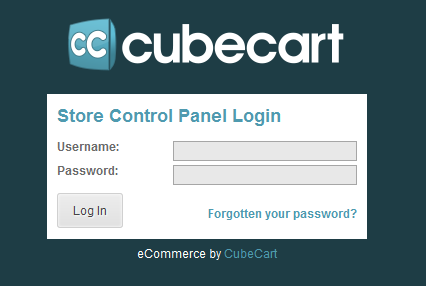 CC cubecart
Store Control Panel Login
Username:
Password:
Log In
Forgotten your password?
eCommerce by CubeCart